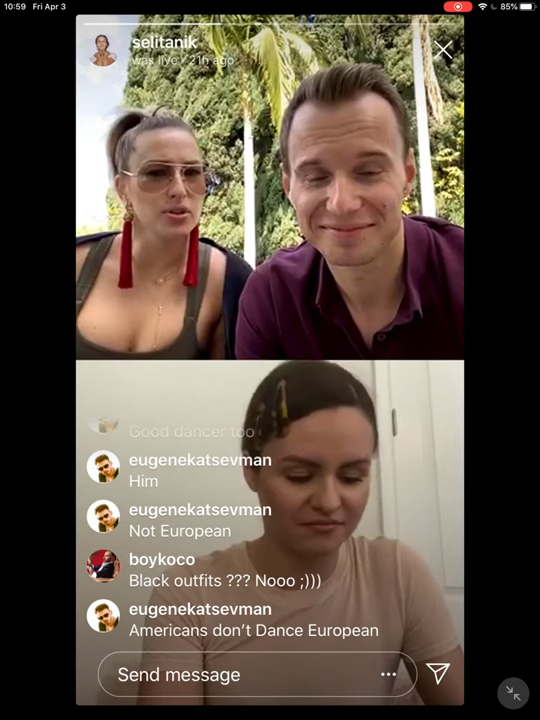 10:59 Fri Apr 3
85%
selitanik
was live · 21h ago
Good dancer too
eugenekatsevman
Him
eugenekatsevman
Not European
boykoco
Black outfits ??? Nooo ;)))
eugenekatsevman
Americans don’t Dance European
Send message